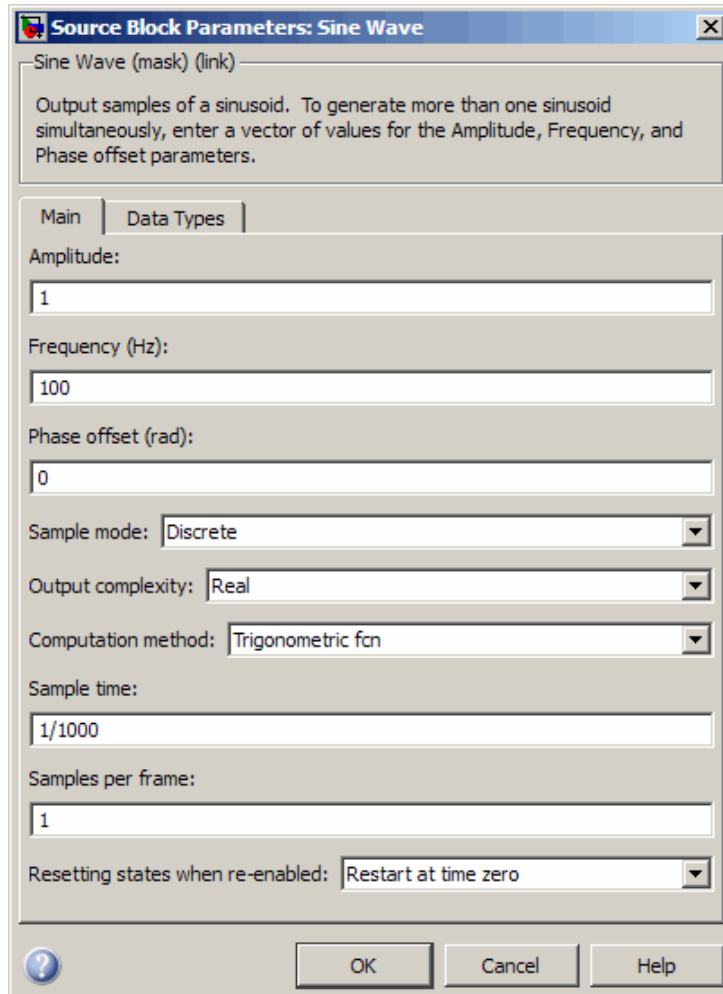 Source Block Parameters: Sine Wave
Sine Wave (mask) (link)
Output samples of a sinusoid. To generate more than one sinusoid
simultaneously, enter a vector of values for the Amplitude, Frequency, and
Phase offset parameters.
Main Data Types
Amplitude:
1
Frequency (Hz):
100
Phase offset (rad):
0
Sample mode: Discrete
Output complexity: Real
Computation method: Trigonometric fcn
Sample time:
1/1000
Samples per frame:
1
Resetting states when re-enabled: Restart at time zero
OK Cancel Help